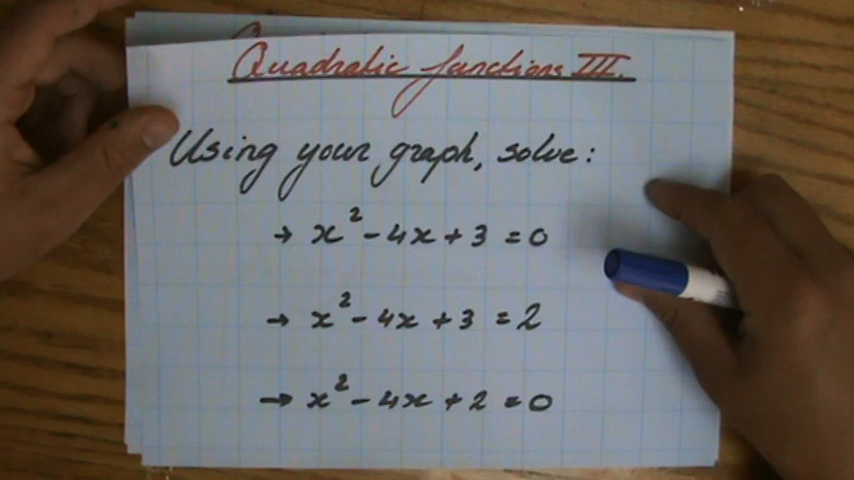 Quadratic functions III.
Using your graph, solve:
→ x² - 4x + 3 = 0
→ x² - 4x + 3 = 2
→ x² - 4x + 2 = 0